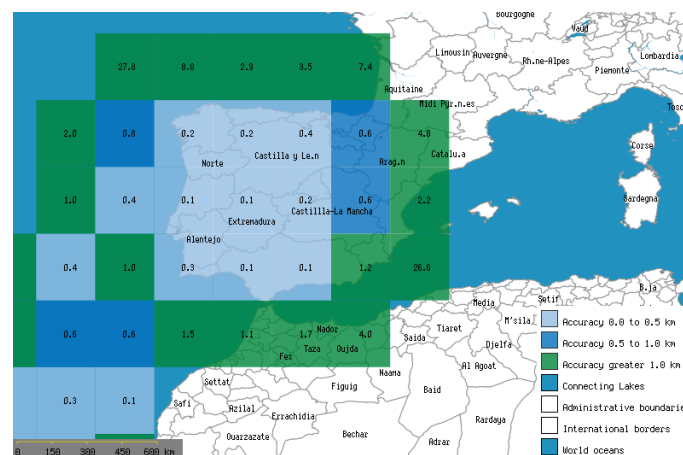 Bourgogne
Vaud
Limousin
Auvergne
Rh.ne-Alpes
Lombardia
Piemonte
27.8 8.8 2.9 3.5 7.4
Aquitaine
Midi Pyr.n.es
Tosc
2.0 0.8 0.2 0.2 0.4 0.6 4.8
Norte
Castilla y Le.n
Arag.n
Catalu.a
Corse
1.0 0.4 0.1 0.1 0.2 0.6 2.2
Sardegna
Castillla-La Mancha
Extremadura
Alentejo
0.4 1.0 0.3 0.1 0.1 1.2 26.6
B.ja
Setif
Media
0.6 0.6 1.5 1.1 1.7 4.0
Nador
M'sila
Tiaret
Saida
Djelfa
Fes
Taza
Oujda
Al Agoat
Naama
Settat
Figuig
Baid
0.3 0.1
Safi
Azilal
Errachidia
Rardaya
Ouarzazate
Bechar
Adrar
Accuracy 0.0 to 0.5 km
Accuracy 0.5 to 1.0 km
Accuracy greater 1.0 km
Connecting Lakes
Administrative boundarie
International borders
World oceans
0 150 300 450 600 km